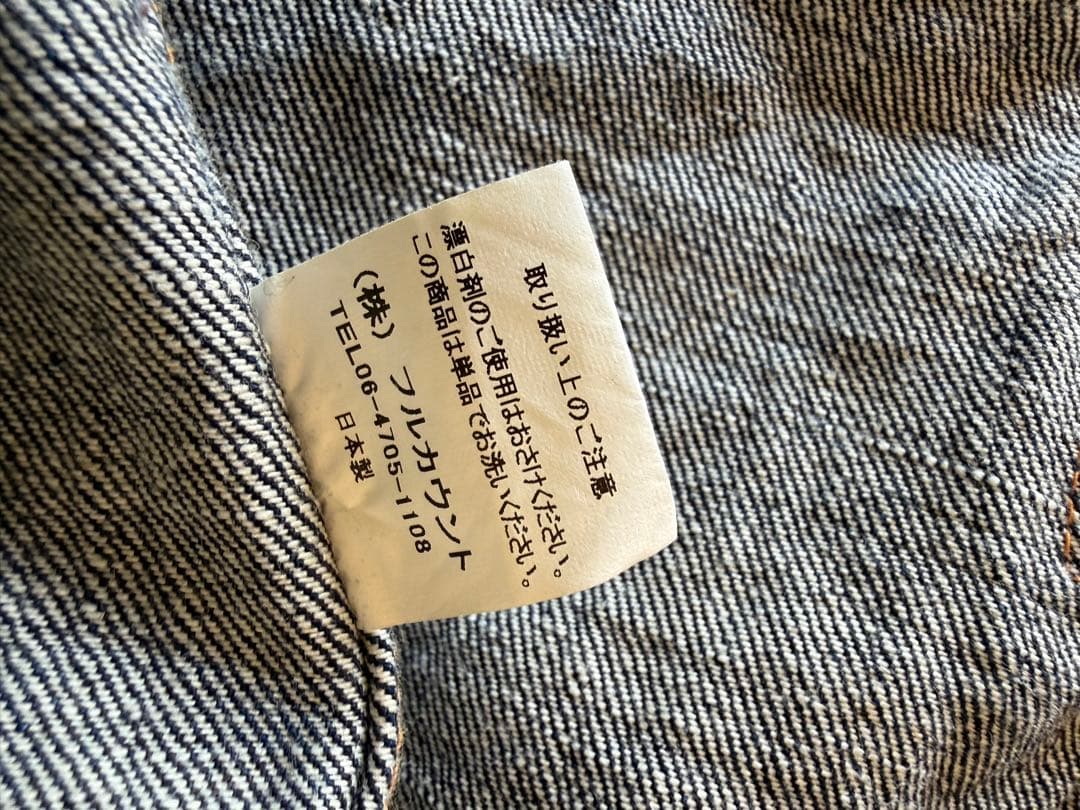 取り扱い上のご注意
漂白剤のご使用はおさけください。
この商品は単品でお洗いください。
(株) フルカウント
TEL06-4705-1108
日本製